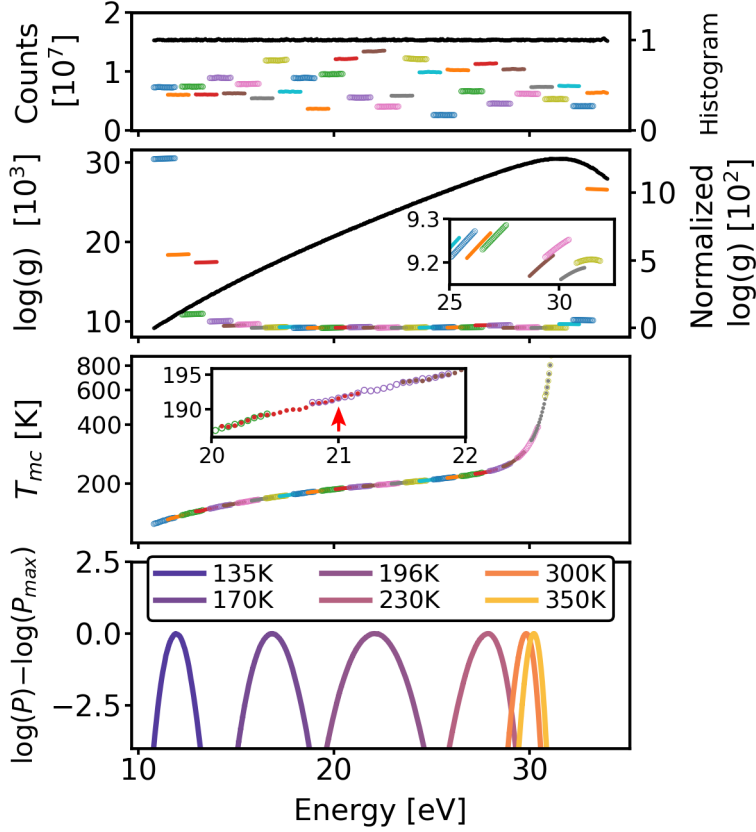 2
1
0
Counts
[10⁷]
1
0
Histogram
30
20
10
log(g) [10³]
10
5
0
Normalized
log(g) [10²]
9.3
9.2
25
30
800
600
400
200
T_mc [K]
195
190
20
21
22
2.5
0.0
−2.5
log(P)−log(P_max)
135K
196K
300K
170K
230K
350K
10
20
30
Energy [eV]